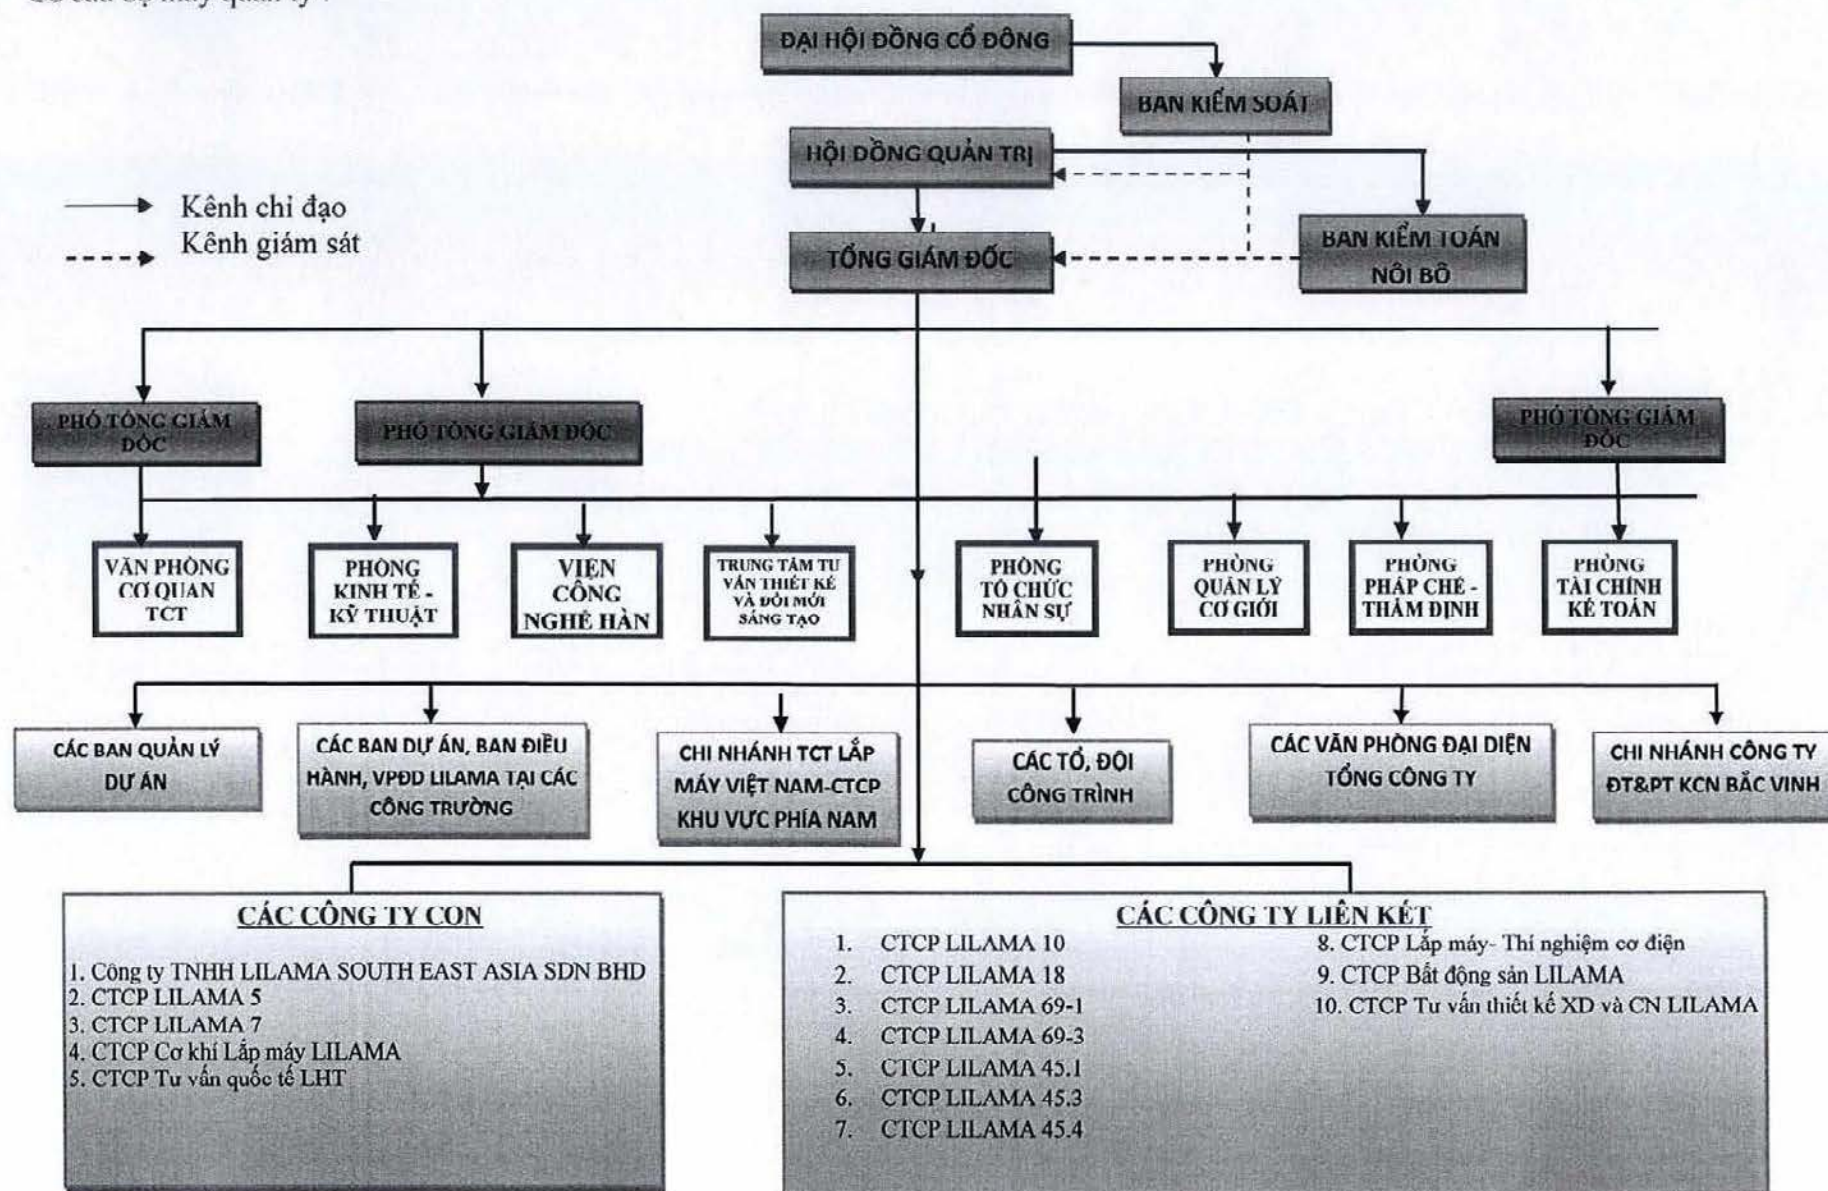 ĐẠI HỘI ĐỒNG CỔ ĐÔNG
BAN KIỂM SOÁT
HỘI ĐỒNG QUẢN TRỊ
Kênh chỉ đạo
Kênh giám sát
BAN KIỂM TOÁN
NỘI BỘ
TỔNG GIÁM ĐỐC
PHÓ TỔNG GIÁM
ĐỐC
PHÓ TỔNG GIÁM ĐỐC
PHÓ TỔNG GIÁM
ĐỐC
VĂN PHÒNG
CƠ QUAN
TCT
PHÒNG
KINH TẾ -
KỸ THUẬT
VIỆN
CÔNG
NGHỆ HÀN
TRUNG TÂM TƯ
VẤN THIẾT KẾ
VÀ ĐỔI MỚI
SÁNG TẠO
PHÒNG
TỔ CHỨC
NHÂN SỰ
PHÒNG
QUẢN LÝ
CƠ GIỚI
PHÒNG
PHÁP CHẾ -
THẨM ĐỊNH
PHÒNG
TÀI CHÍNH
KẾ TOÁN
CÁC BAN QUẢN LÝ
DỰ ÁN
CÁC BAN DỰ ÁN, BAN ĐIỀU
HÀNH, VPĐD LILAMA TẠI CÁC
CÔNG TRƯỜNG
CHI NHÁNH TCT LẮP
MÁY VIỆT NAM-CTCP
KHU VỰC PHÍA NAM
CÁC TỔ, ĐỘI
CÔNG TRÌNH
CÁC VĂN PHÒNG ĐẠI DIỆN
TỔNG CÔNG TY
CHI NHÁNH CÔNG TY
ĐT&PT KCN BẮC VINH
CÁC CÔNG TY CON
1. Công ty TNHH LILAMA SOUTH EAST ASIA SDN BHD
2. CTCP LILAMA 5
3. CTCP LILAMA 7
4. CTCP Cơ khí Lắp máy LILAMA
5. CTCP Tư vấn quốc tế LHT
CÁC CÔNG TY LIÊN KẾT
1. CTCP LILAMA 10
2. CTCP LILAMA 18
3. CTCP LILAMA 69-1
4. CTCP LILAMA 69-3
5. CTCP LILAMA 45.1
6. CTCP LILAMA 45.3
7. CTCP LILAMA 45.4
8. CTCP Lắp máy- Thí nghiệm cơ điện
9. CTCP Bất động sản LILAMA
10. CTCP Tư vấn thiết kế XD và CN LILAMA